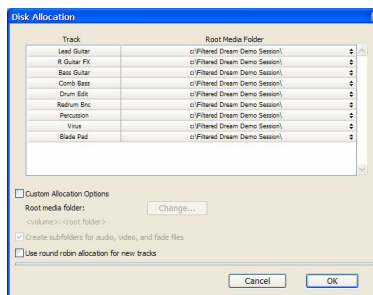 Disk Allocation
Track Root Media Folder
Lead Guitar c:\Filtered Dream Demo Session\
R Guitar FX c:\Filtered Dream Demo Session\
Bass Guitar c:\Filtered Dream Demo Session\
Comb Bass c:\Filtered Dream Demo Session\
Drum Edit c:\Filtered Dream Demo Session\
Redrum Bnc c:\Filtered Dream Demo Session\
Percussion c:\Filtered Dream Demo Session\
Virus c:\Filtered Dream Demo Session\
Blade Pad c:\Filtered Dream Demo Session\
Custom Allocation Options
Root media folder: Change...
<volume>:<root folder>
Create subfolders for audio, video, and fade files
Use round robin allocation for new tracks
Cancel OK